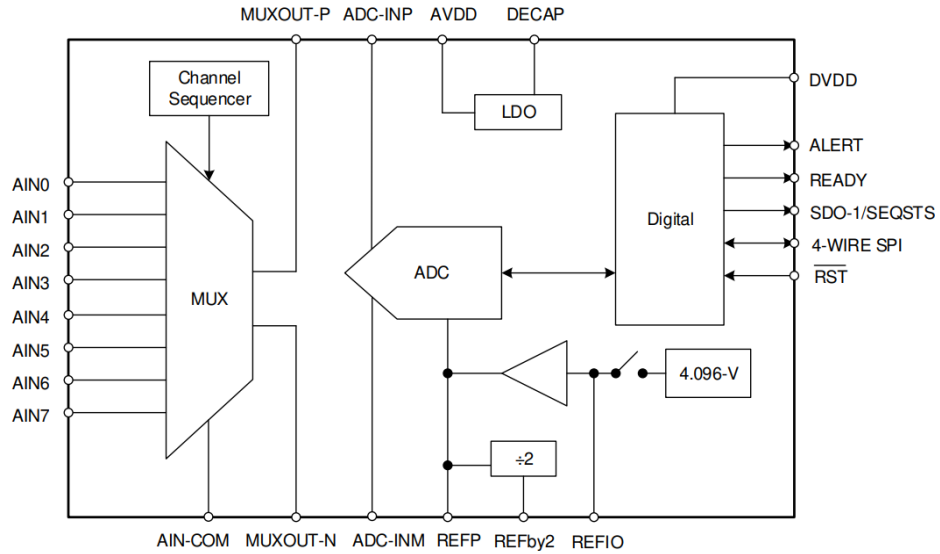 MUXOUT-P ADC-INP AVDD DECAP
Channel
Sequencer
LDO
DVDD
ALERT
READY
SDO-1/SEQSTS
4-WIRE SPI
RST
Digital
AIN0
AIN1
AIN2
AIN3
AIN4
AIN5
AIN6
AIN7
MUX
ADC
4.096-V
÷2
AIN-COM MUXOUT-N ADC-INM REFP REFby2 REFIO